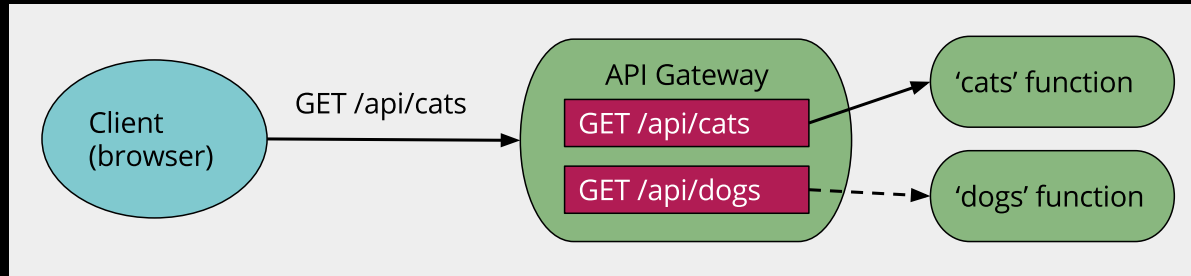 Client
(browser)
GET /api/cats
API Gateway
GET /api/cats
GET /api/dogs
‘cats’ function
‘dogs’ function